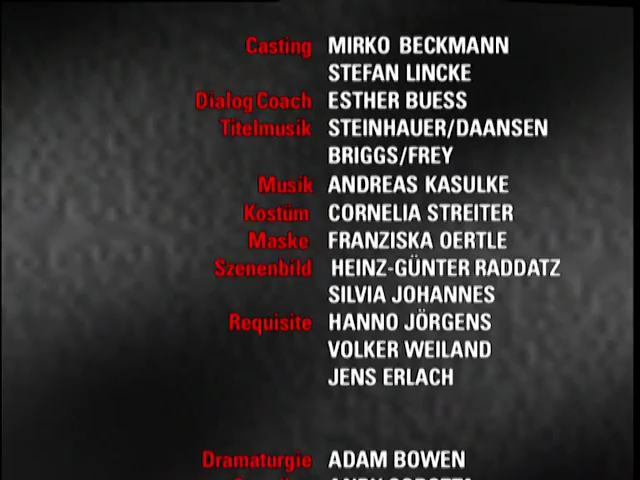 Casting MIRKO BECKMANN
STEFAN LINCKE
Dialog Coach ESTHER BUESS
Titelmusik STEINHAUER/DAANSEN
BRIGGS/FREY
Musik ANDREAS KASULKE
Kostüm CORNELIA STREITER
Maske FRANZISKA OERTLE
Szenenbild HEINZ-GÜNTER RADDATZ
SILVIA JOHANNES
Requisite HANNO JÖRGENS
VOLKER WEILAND
JENS ERLACH
Dramaturgie ADAM BOWEN